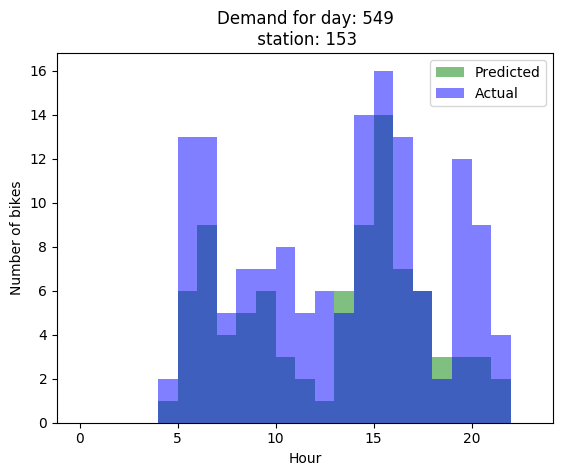 Demand for day: 549
station: 153
Predicted
Actual
16
14
12
10
8
6
4
2
0
Number of bikes
0 5 10 15 20
Hour